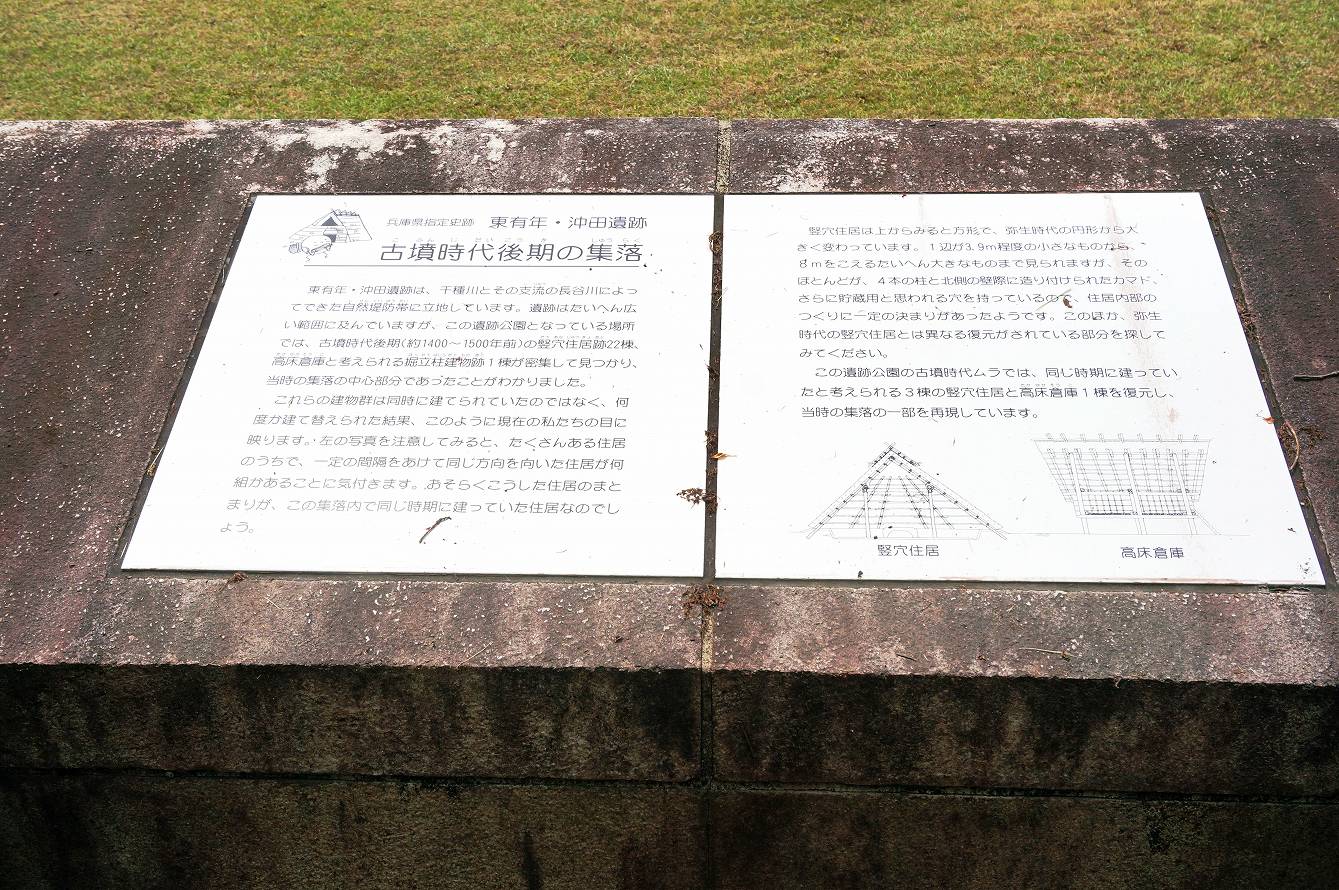 兵庫県指定史跡 東有年・沖田遺跡
古墳時代後期の集落
東有年・沖田遺跡は、千種川とその支流の長谷川によっ
てできた自然堤防帯に立地しています。遺跡はたいへん広
い範囲に及んでいますが、この遺跡公園となっている場所
では、古墳時代後期(約1400〜1500年前)の竪穴住居跡22棟、
高床倉庫と考えられる掘立柱建物跡1棟が密集して見つかり、
当時の集落の中心部分であったことがわかりました。
これらの建物群は同時に建てられていたのではなく、何
度か建て替えられた結果、このように現在の私たちの目に
映ります。左の写真を注意してみると、たくさんある住居
のうちで、一定の間隔をあけて同じ方向を向いた住居が何
組かあることに気付きます。おそらくこうした住居のまと
まりが、この集落内で同じ時期に建っていた住居なのでし
ょう。
竪穴住居は上からみると方形で、弥生時代の円形から大
きく変わっています。1辺が3.9m程度の小さなものから、
8mをこえるたいへん大きなものまで見られますが、その
ほとんどが、4本の柱と北側の壁際に造り付けられたカマド、
さらに貯蔵用と思われる穴を持っているので、住居内部の
つくりに一定の決まりがあったようです。このほか、弥生
時代の竪穴住居とは異なる復元がされている部分を探して
みてください。
この遺跡公園の古墳時代ムラでは、同じ時期に建ってい
たと考えられる3棟の竪穴住居と高床倉庫1棟を復元し、
当時の集落の一部を再現しています。
竪穴住居
高床倉庫